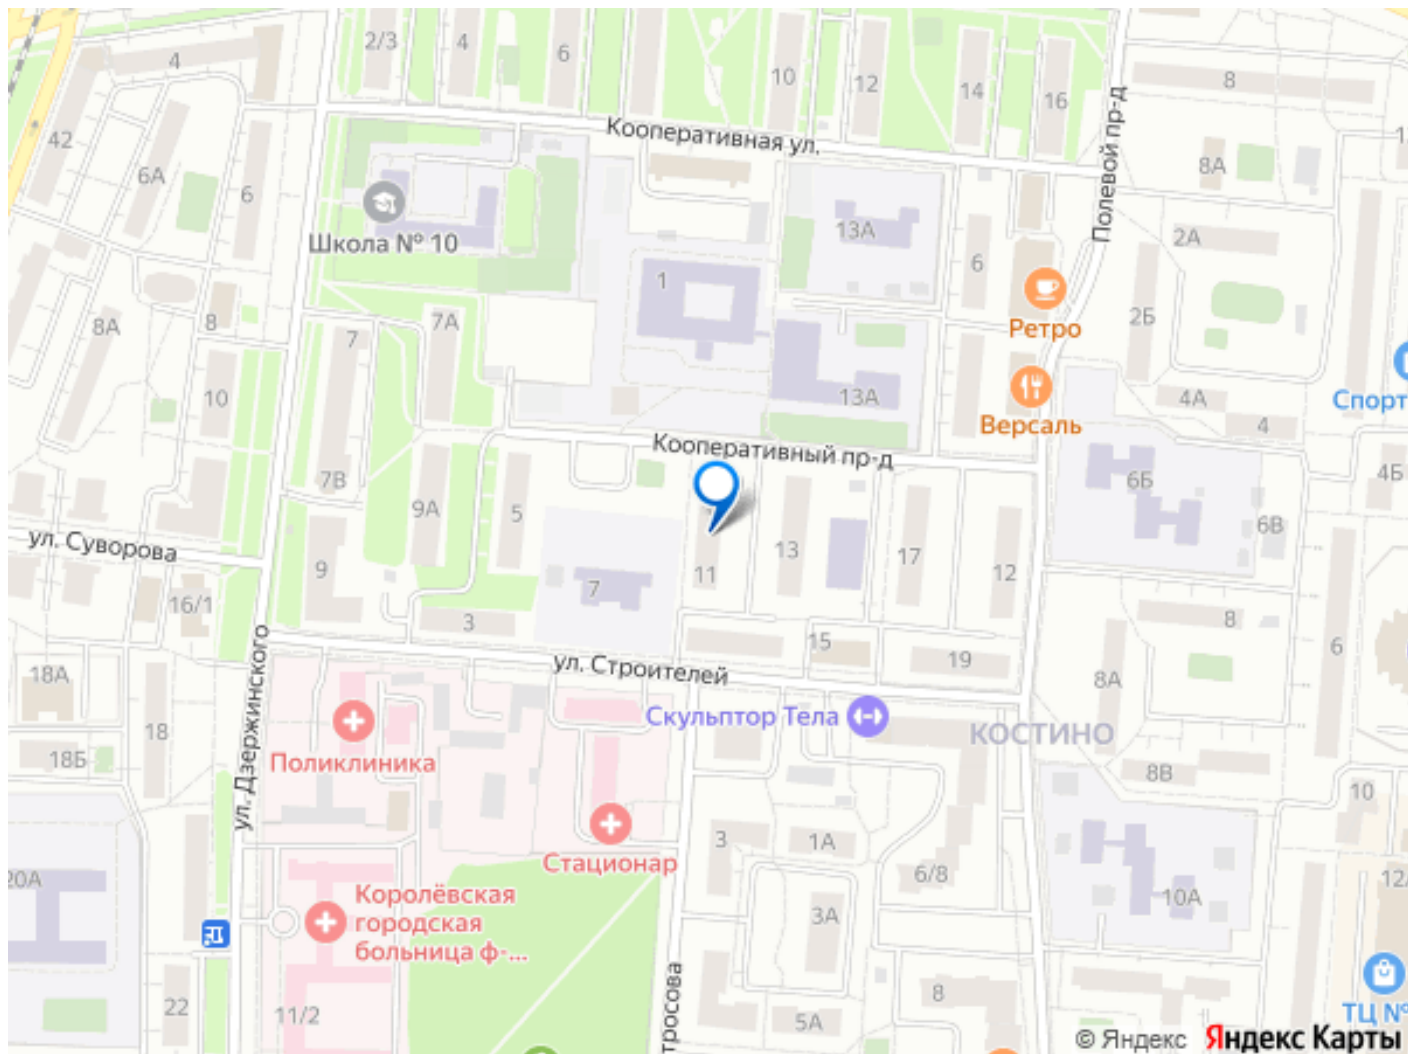 2/3
4
6
4
10
12
14
16
8
Полевой пр-д
42
6А
6
Кооперативная ул.
8А
Школа № 10
13А
6
2А
1
Ретро
2Б
8А
8
7
7А
10
13А
Версаль
4А
4
Спорт
Кооперативный пр-д
7В
9А
5
6Б
4Б
6В
ул. Суворова
9
16/1
7
11
13
17
12
3
15
19
8
6
ул. Дзержинского
ул. Строителей
18А
18
18Б
Поликлиника
Скульптор Тела
КОСТИНО
8А
8В
10
Стационар
3
1А
6/8
20А
Королёвская
городская
больница ф-...
3А
10А
12/
22
11/2
тросова
5А
8
ТЦ №
© Яндекс Яндекс Карты